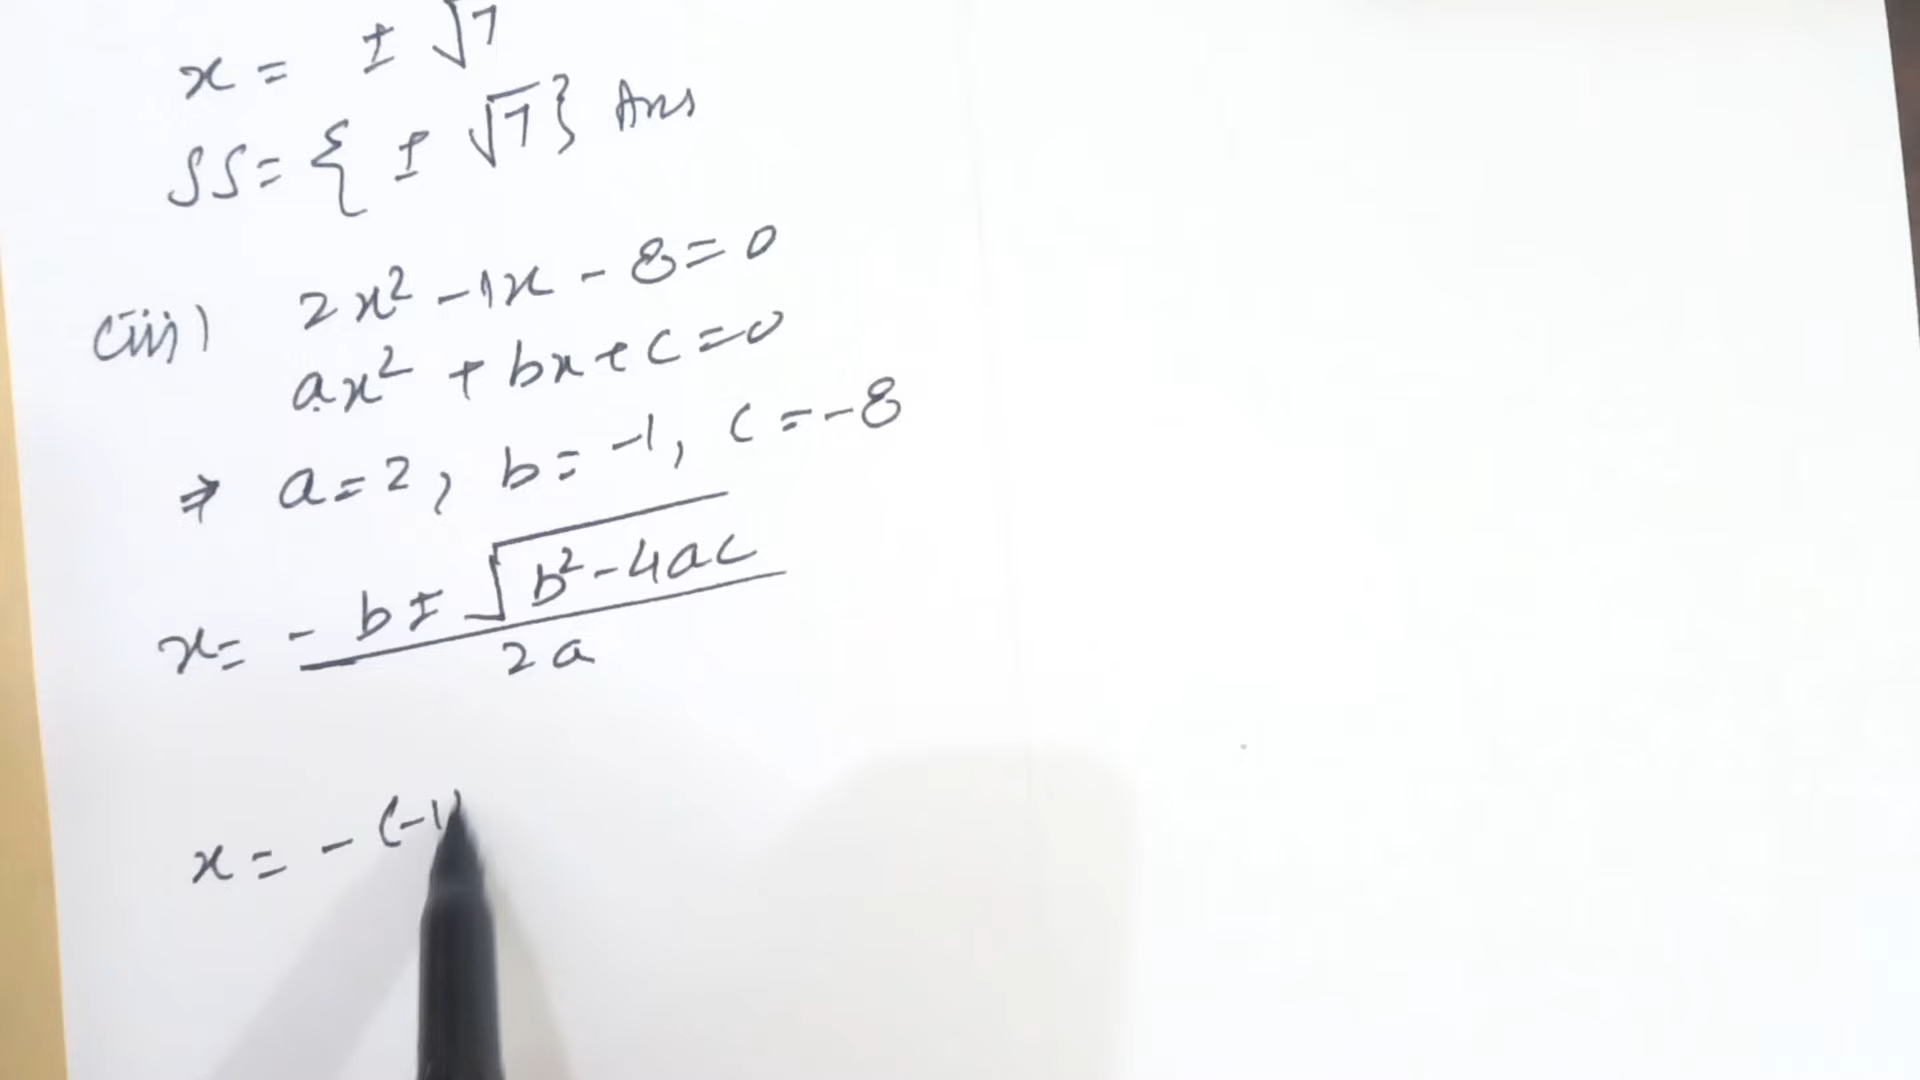 x = ± √7
SS = { ± √7 } Ans
(iii) 2x² - 1x - 8 = 0
ax² + bx + c = 0
⇒ a = 2, b = -1, c = -8
x = - b ± √b² - 4ac
2a
x = - (-1)